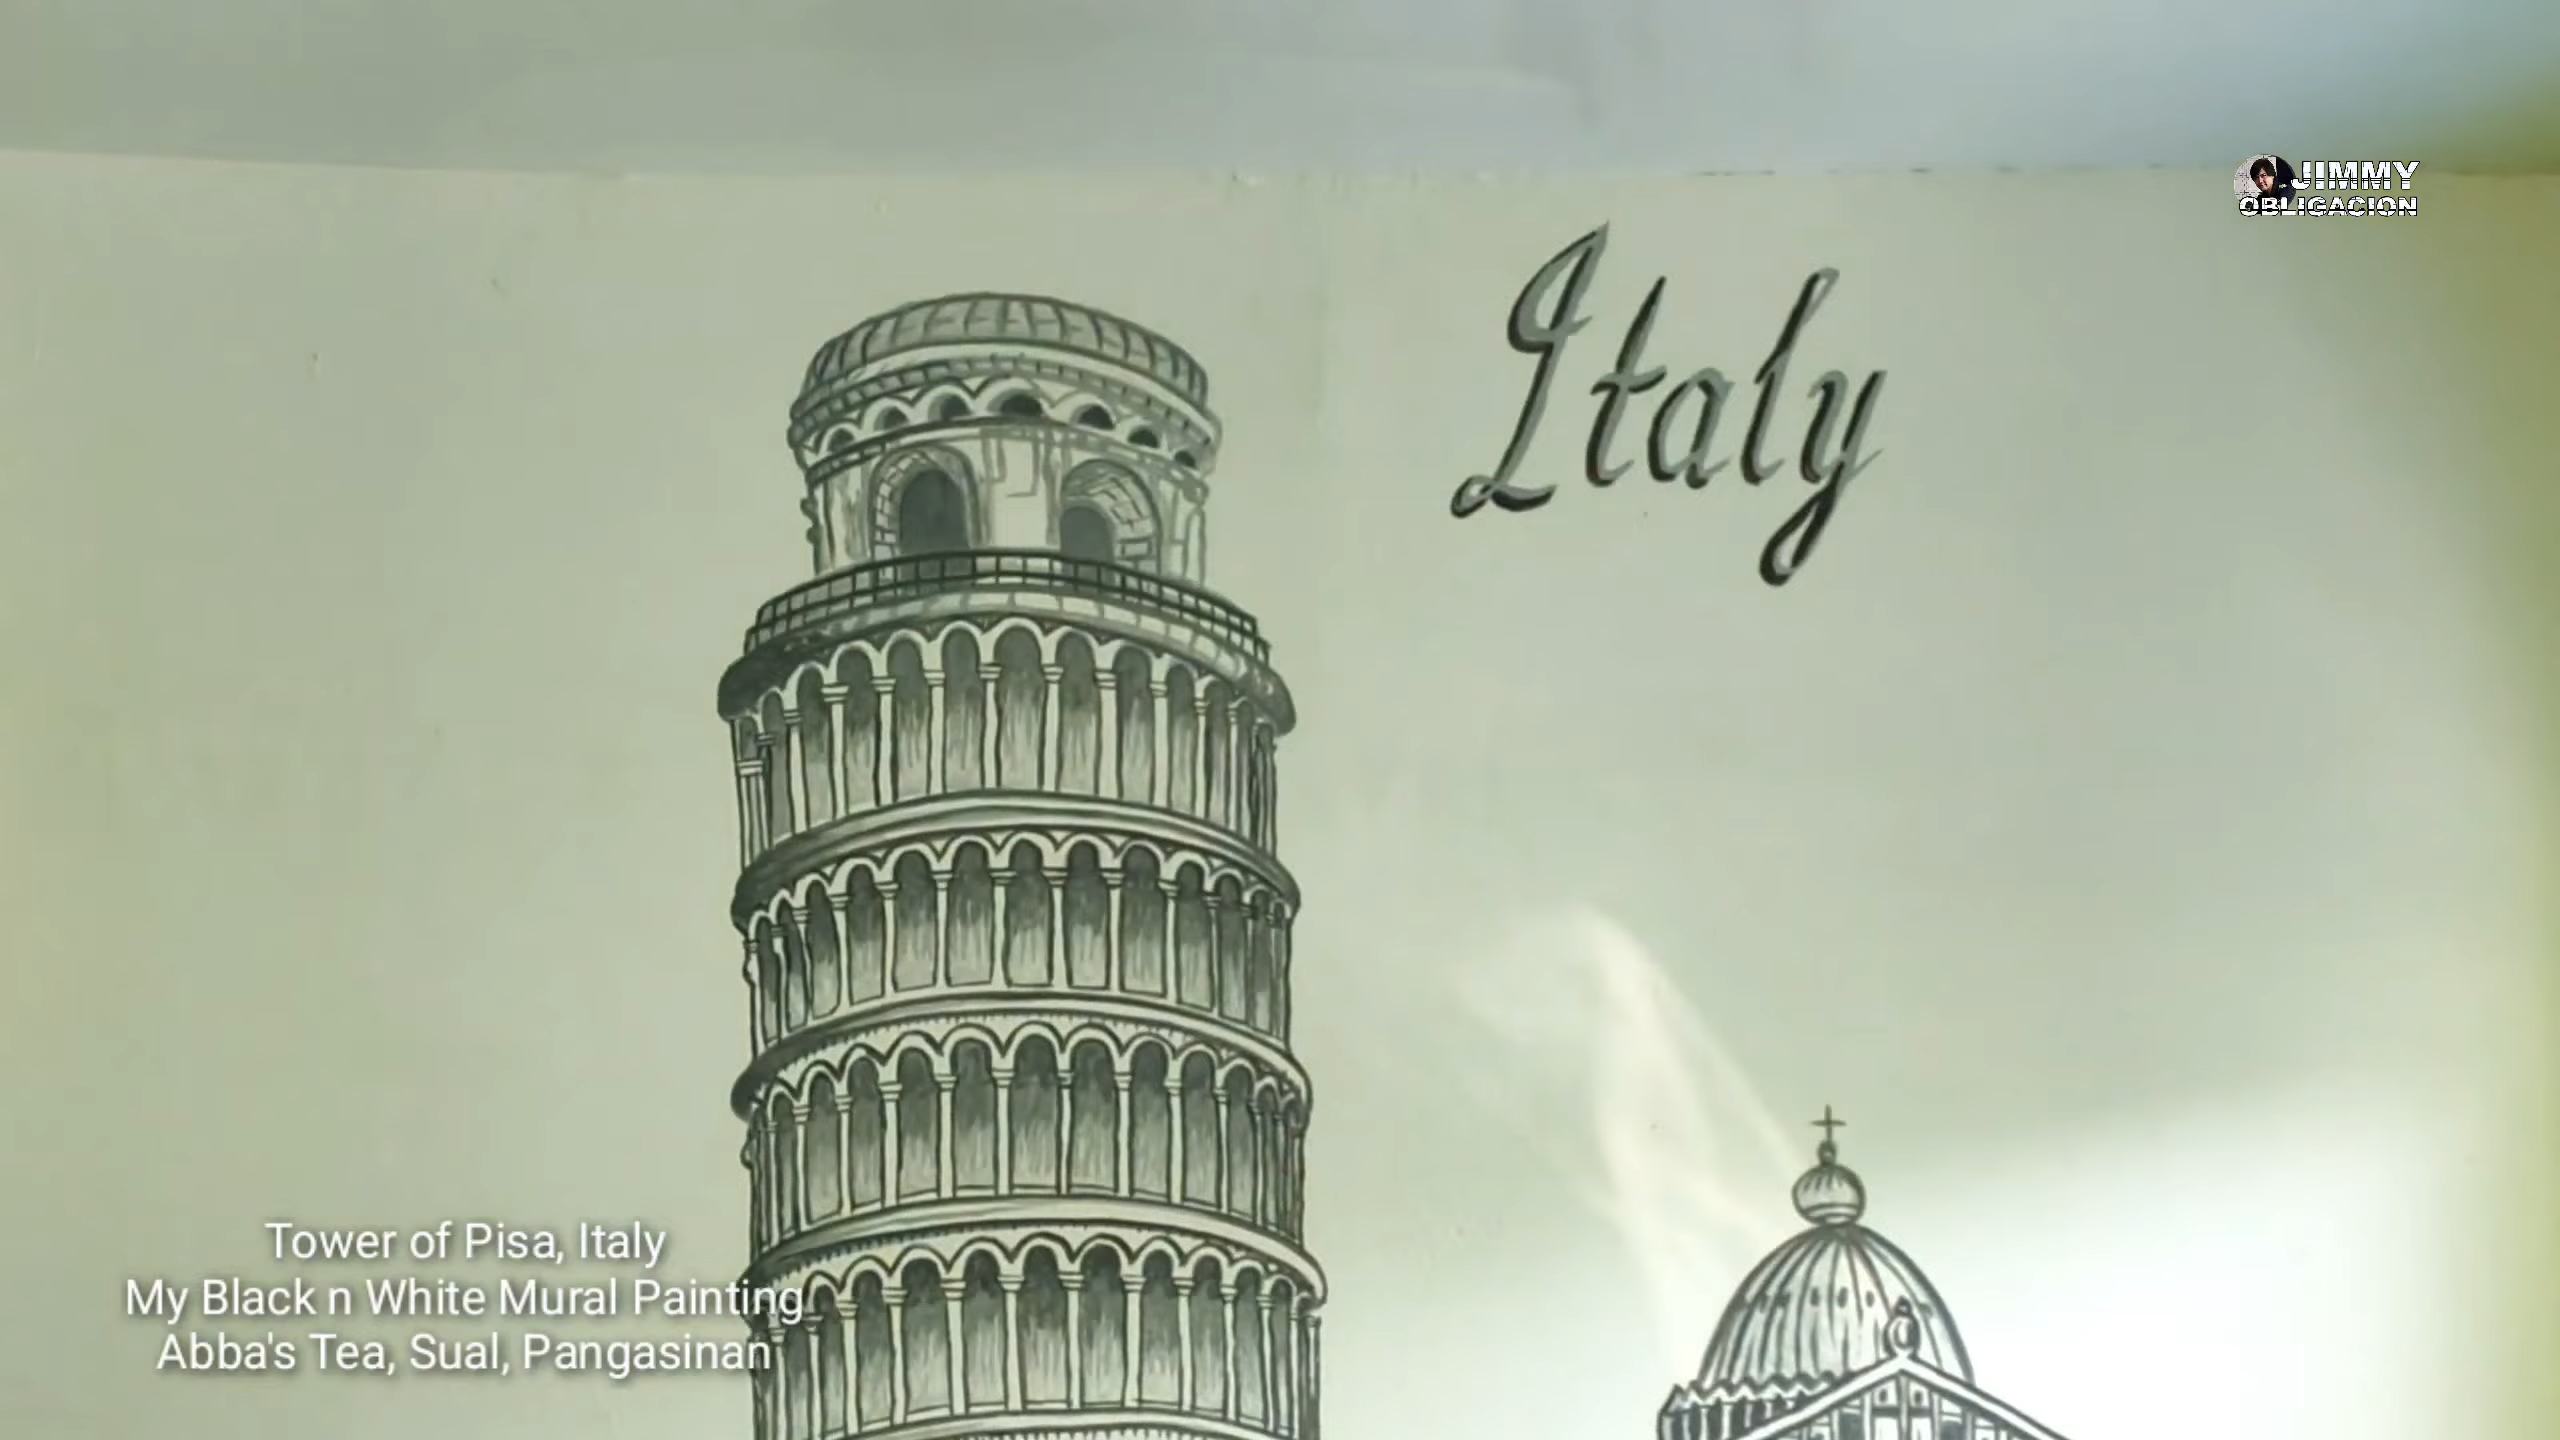 JIMMY
OBLIGACION
Italy
Tower of Pisa, Italy
My Black n White Mural Painting
Abba's Tea, Sual, Pangasinan